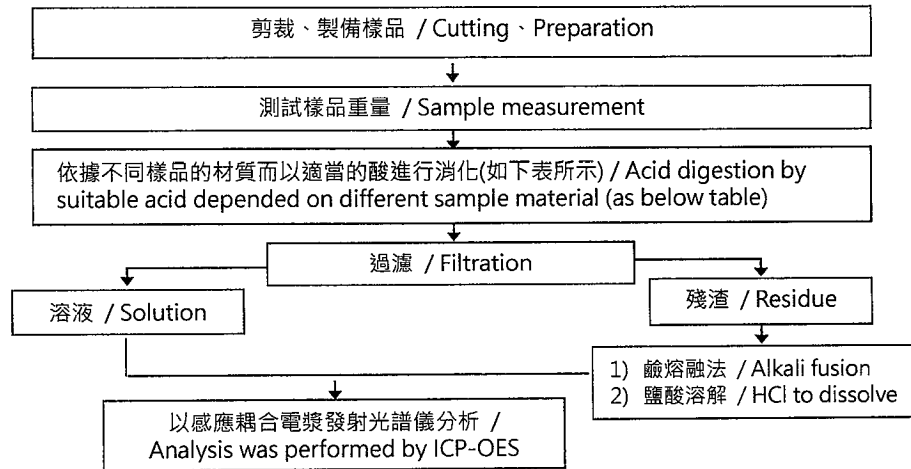 剪裁、製備樣品 / Cutting、Preparation
測試樣品重量 / Sample measurement
依據不同樣品的材質而以適當的酸進行消化(如下表所示) / Acid digestion by
suitable acid depended on different sample material (as below table)
過濾 / Filtration
溶液 / Solution
殘渣 / Residue
1) 鹼熔融法 / Alkali fusion
2) 鹽酸溶解 / HCl to dissolve
以感應耦合電漿發射光譜儀分析 /
Analysis was performed by ICP-OES